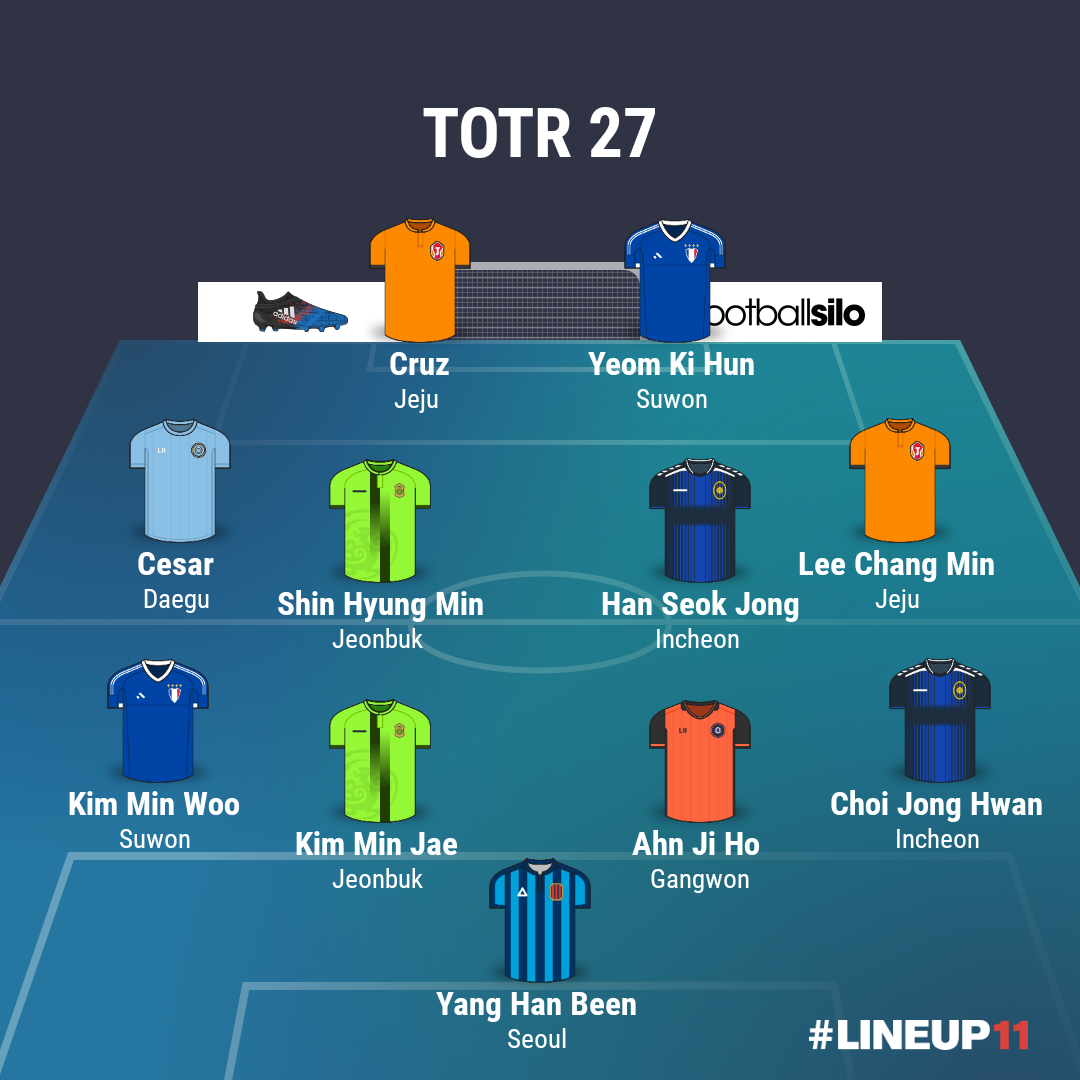 TOTR 27
adidas
ootballsilo
Cruz
Jeju
Yeom Ki Hun
Suwon
Cesar
Daegu
Shin Hyung Min
Jeonbuk
Han Seok Jong
Incheon
Lee Chang Min
Jeju
Kim Min Woo
Suwon
Kim Min Jae
Jeonbuk
Ahn Ji Ho
Gangwon
Choi Jong Hwan
Incheon
Yang Han Been
Seoul
#LINEUP11